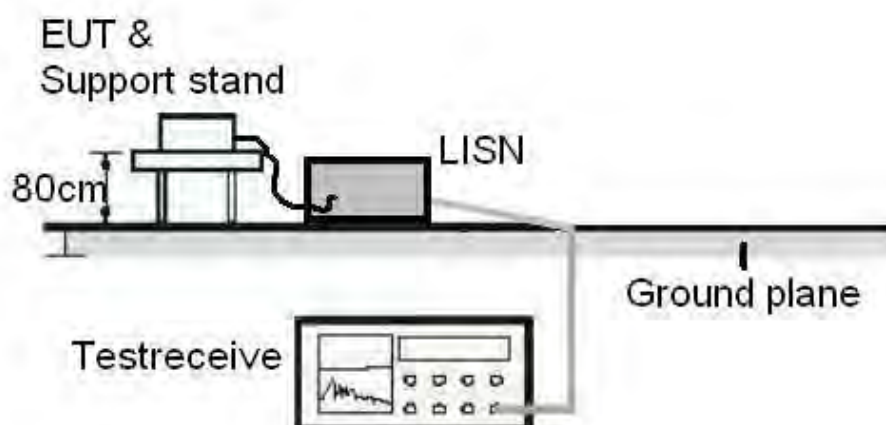 EUT &
Support stand
LISN
80cm
Ground plane
Testreceive